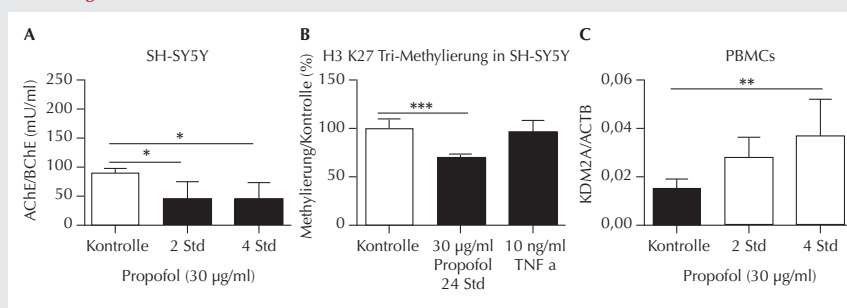 A
SH-SY5Y
AChE/BChE (mU/ml)
250
200
150
100
50
0
*
*
Kontrolle 2 Std 4 Std
Propofol (30 µg/ml)
B
H3 K27 Tri-Methylierung in SH-SY5Y
Methylierung/Kontrolle (%)
150
100
50
0
***
Kontrolle 30 µg/ml 10 ng/ml
Propofol TNF a
24 Std
C
PBMCs
KDM2A/ACTB
0,06
0,04
0,02
0,00
**
Kontrolle 2 Std 4 Std
Propofol (30 µg/ml)